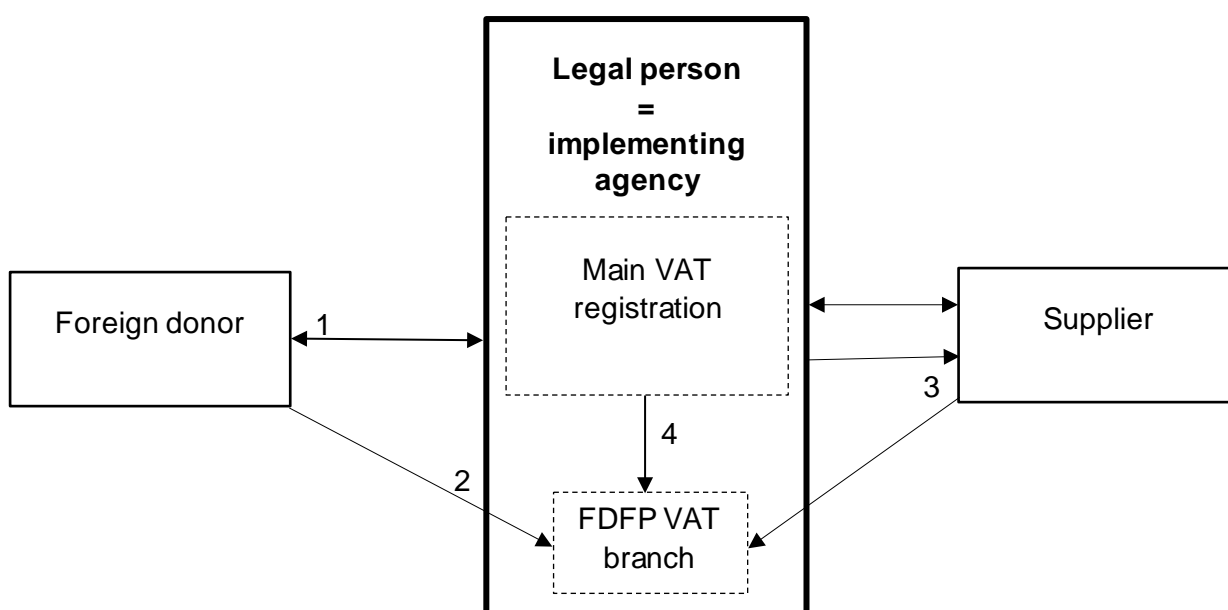 Legal person
=
implementing
agency
Main VAT
registration
Foreign donor
1
Supplier
3
4
2
FDFP VAT
branch